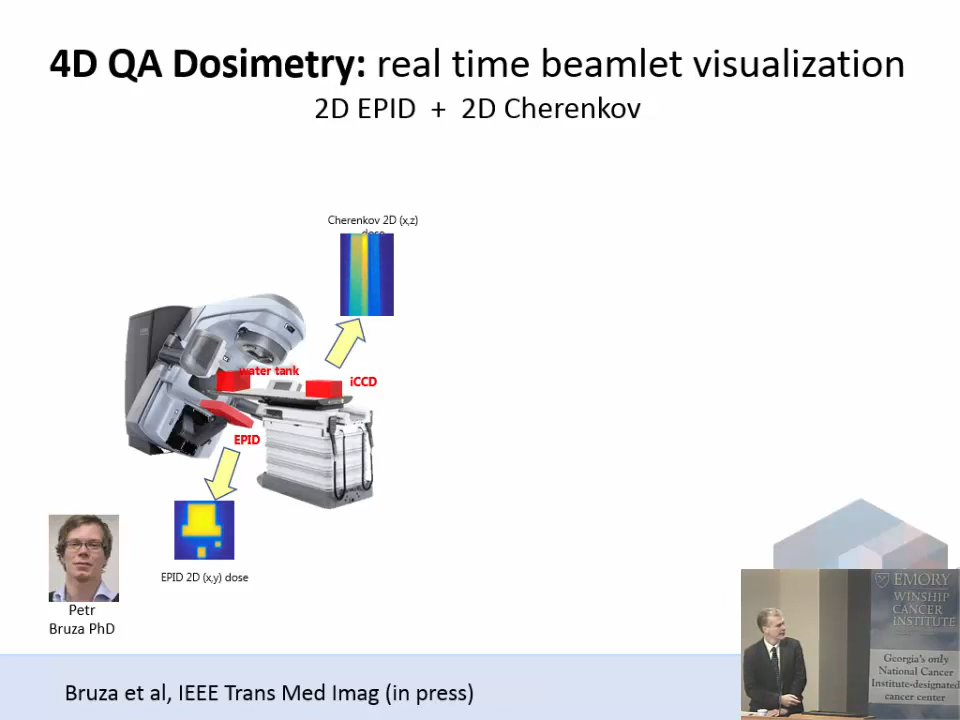 4D QA Dosimetry: real time beamlet visualization
2D EPID + 2D Cherenkov
Cherenkov 2D (x,z)
dose
water tank
iCCD
EPID
EPID 2D (x,y) dose
Petr
Bruza PhD
Bruza et al, IEEE Trans Med Imag (in press)
EMORY
WINSHIP
CANCER
INSTITUTE
Georgia's only
National Cancer
Institute-designated
cancer center